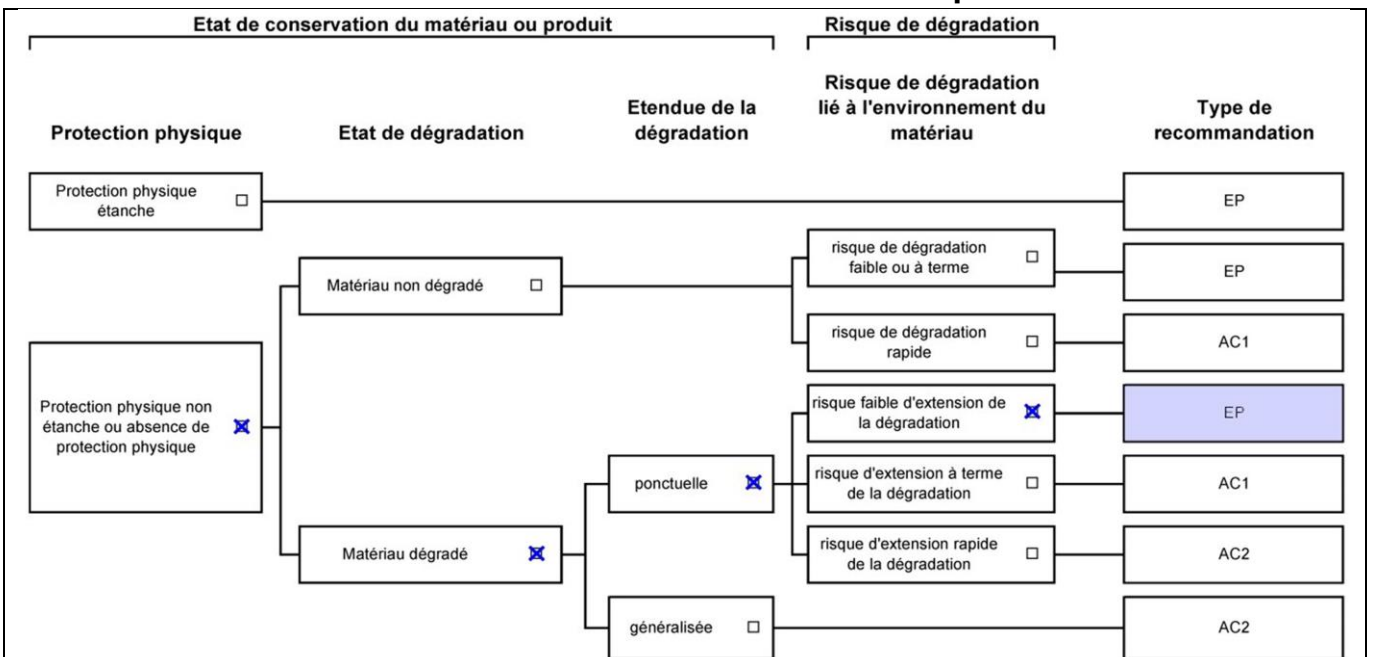 Etat de conservation du matériau ou produit
Risque de dégradation
Protection physique
Etat de dégradation
Etendue de la
dégradation
Risque de dégradation
lié à l'environnement du
matériau
Type de
recommandation
Protection physique
étanche
EP
risque de dégradation
faible ou à terme
EP
Matériau non dégradé
risque de dégradation
rapide
AC1
Protection physique non
étanche ou absence de
protection physique
risque faible d'extension de
la dégradation
EP
ponctuelle
risque d'extension à terme
de la dégradation
AC1
Matériau dégradé
risque d'extension rapide
de la dégradation
AC2
généralisée
AC2